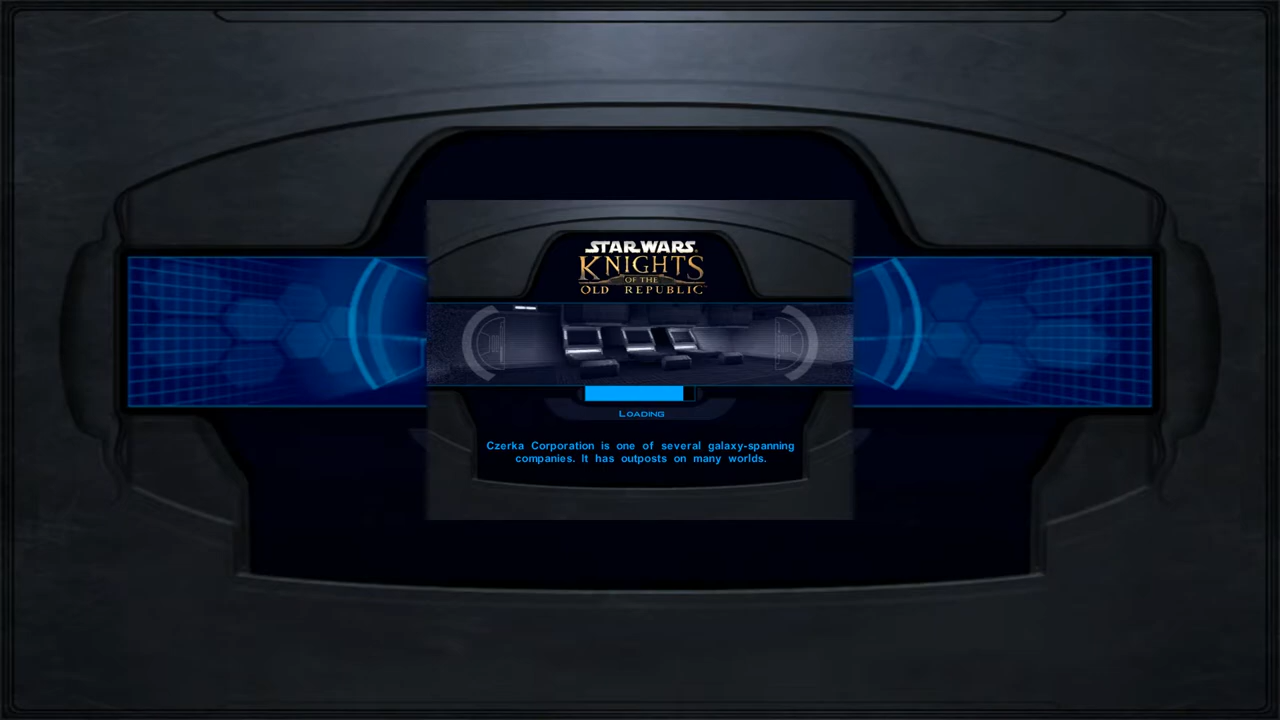 STAR WARS
KNIGHTS
OF THE
OLD REPUBLIC
LOADING
Czerka Corporation is one of several galaxy-spanning
companies. It has outposts on many worlds.